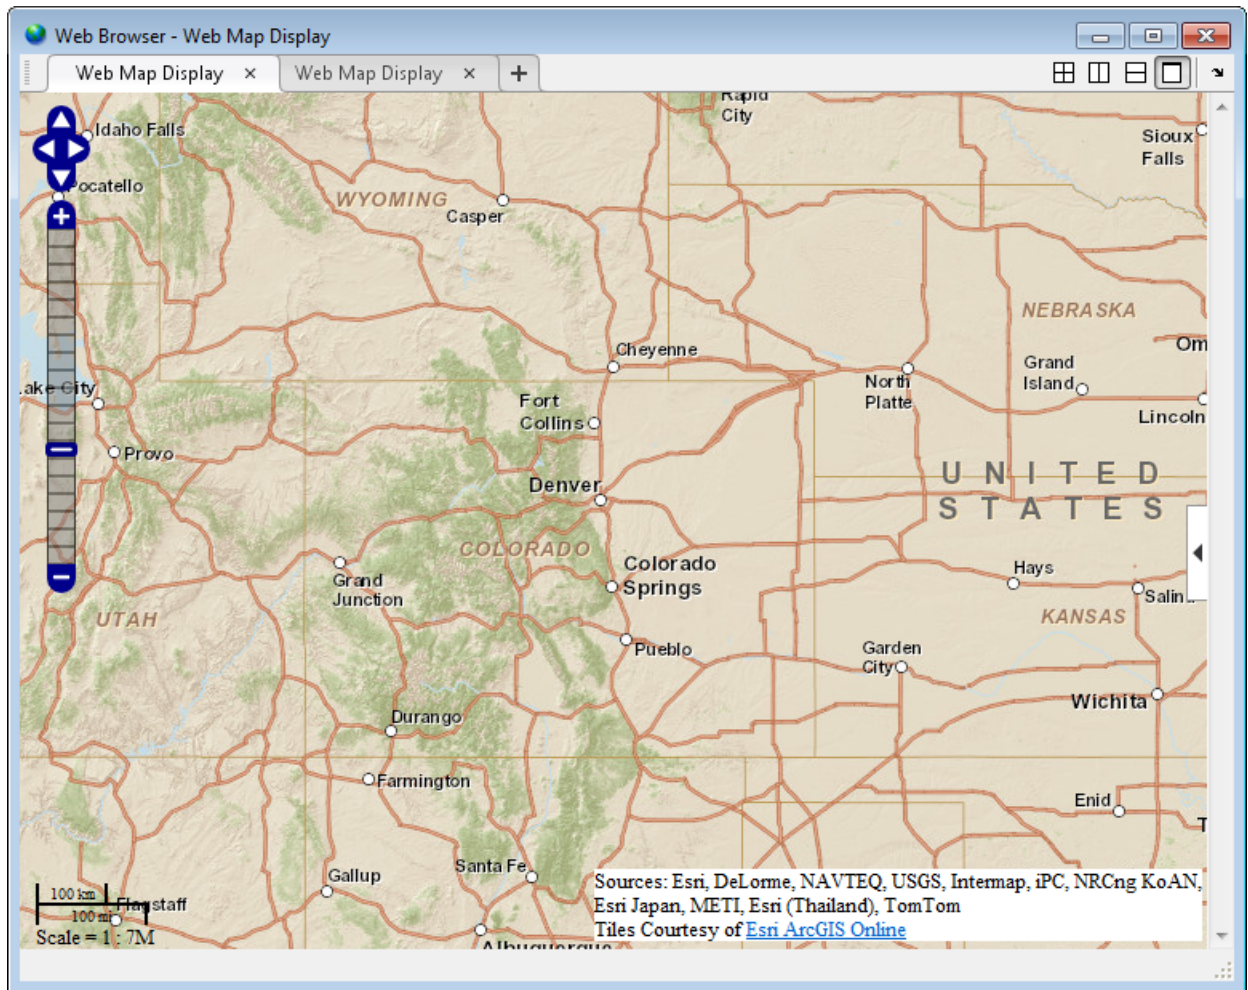 Web Browser - Web Map Display
Web Map Display
Web Map Display
Rapid
City
Idaho Falls
Sioux
Falls
Pocatello
WYOMING
Casper
NEBRASKA
Cheyenne
Om
Grand
Island
North
Platte
Lake City
Fort
Collins
Lincoln
Provo
UNITED
STATES
Denver
COLORADO
Colorado
Springs
Hays
Grand
Junction
Salina
UTAH
KANSAS
Pueblo
Garden
City
Wichita
Durango
Farmington
Enid
T
Santa Fe
Gallup
Flagstaff
Albuquerque
100 km
100 mi
Scale = 1 : 7M
Sources: Esri, DeLorme, NAVTEQ, USGS, Intermap, iPC, NRCng KoAN,
Esri Japan, METI, Esri (Thailand), TomTom
Tiles Courtesy of Esri ArcGIS Online